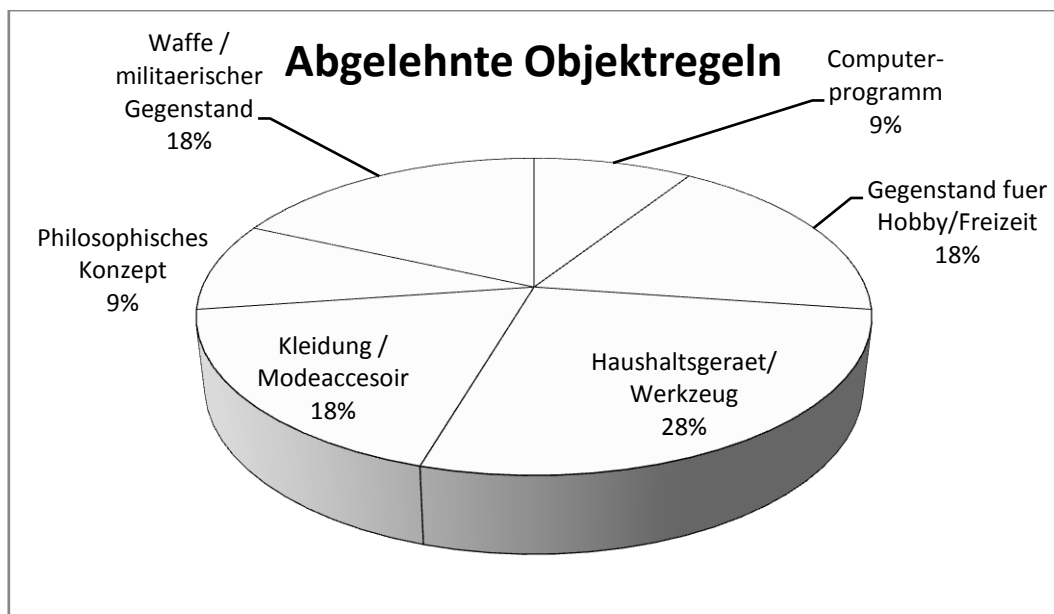 Abgelehnte Objektregeln
Waffe /
militaerischer
Gegenstand
18%
Computer-
programm
9%
Gegenstand fuer
Hobby/Freizeit
18%
Philosophisches
Konzept
9%
Kleidung /
Modeaccesoir
18%
Haushaltsgeraet/
Werkzeug
28%